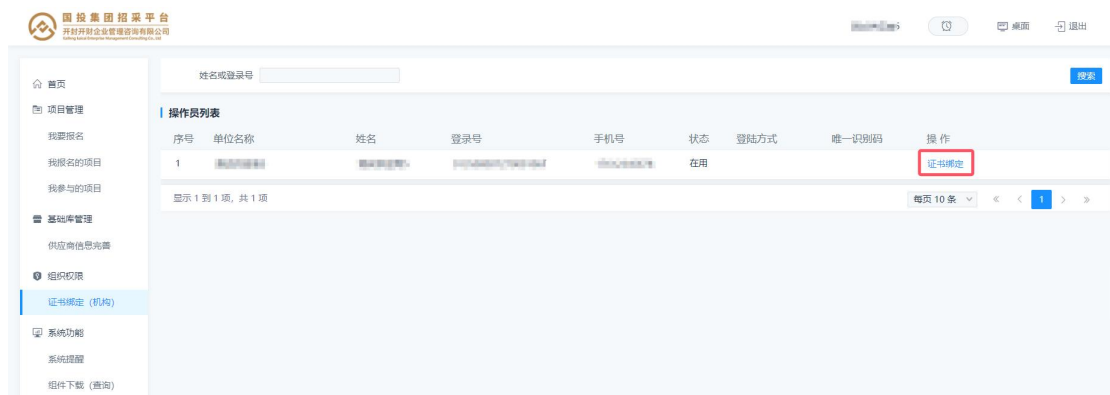 国投集团招采平台
开封开财企业管理咨询有限公司
桌面
退出
首页
项目管理
我要报名
我报名的项目
我参与的项目
基础库管理
供应商信息完善
组织权限
证书绑定（机构）
系统功能
系统提醒
组件下载（查询）
姓名或登录号
搜索
操作员列表
序号 单位名称 姓名 登录号 手机号 状态 登陆方式 唯一识别码 操作
1 在用 证书绑定
显示 1 到 1 项, 共 1 项
每页 10 条
« < 1 > »